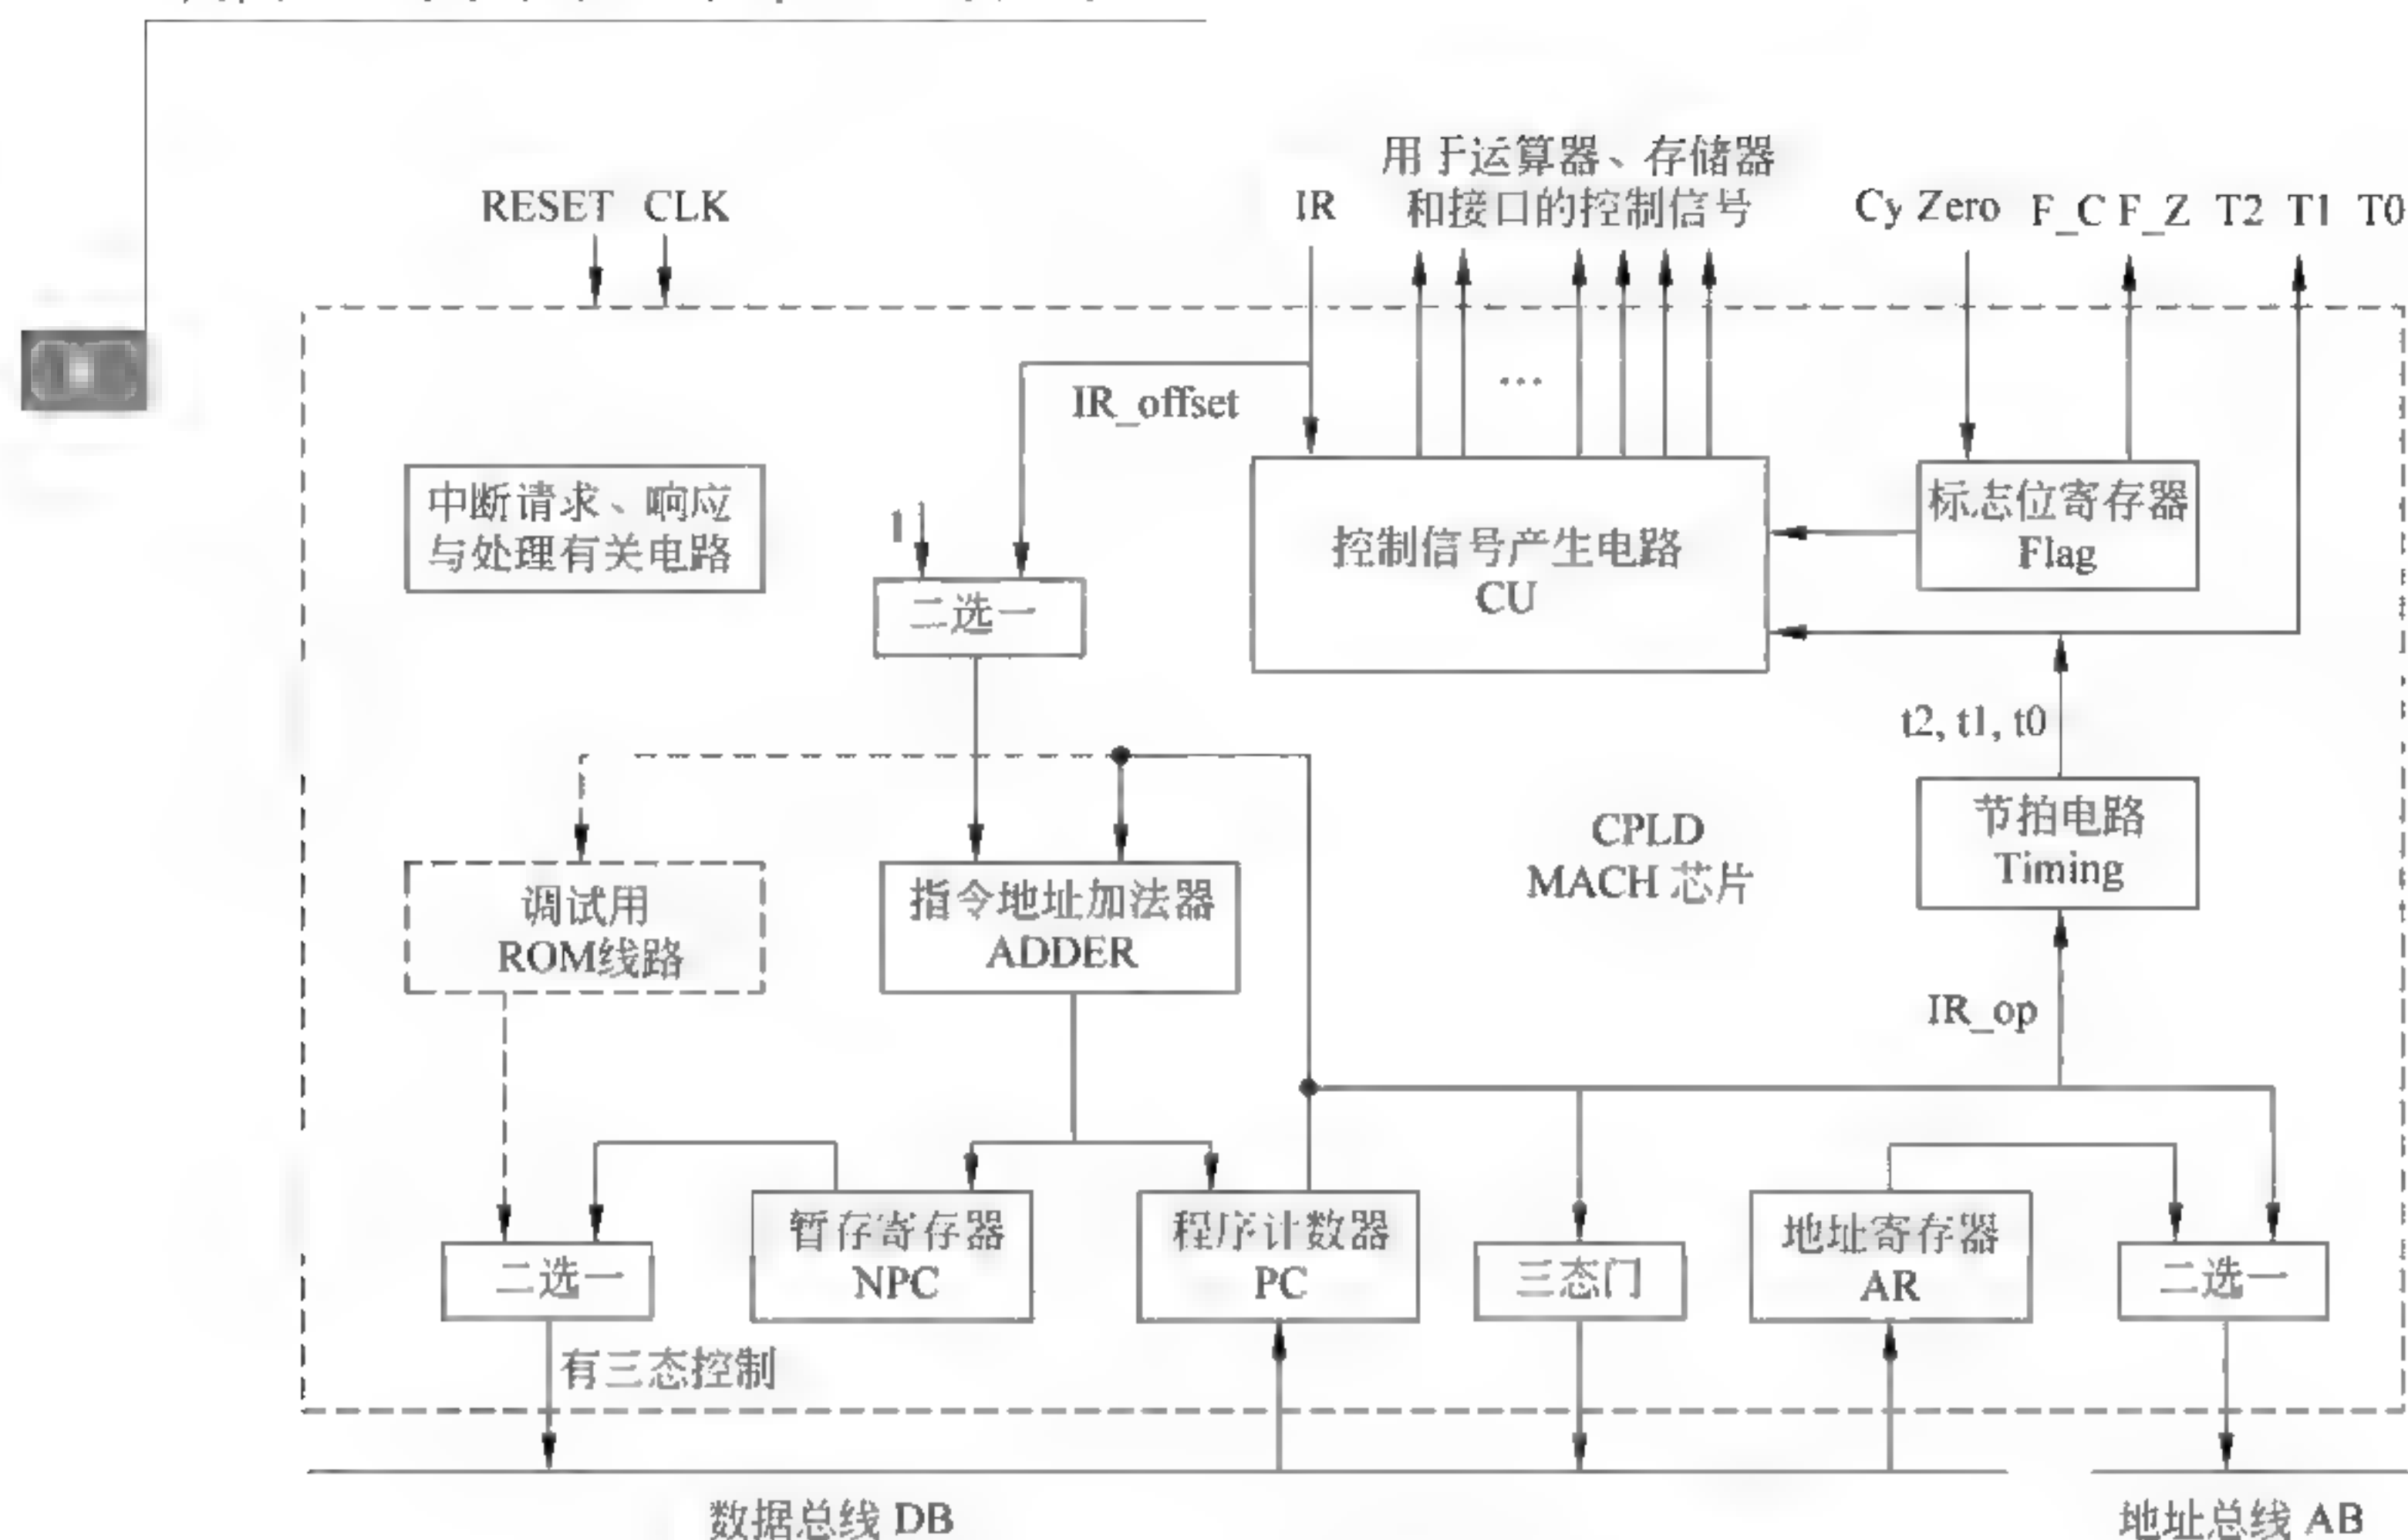 用于运算器、存储器
和接口的控制信号
RESET CLK
IR
Cy Zero F_C F_Z T2 T1 T0
IR_offset
中断请求、响应
与处理有关电路
1
二选一
…
控制信号产生电路
CU
标志位寄存器
Flag
t2, t1, t0
调试用
ROM线路
指令地址加法器
ADDER
CPLD
MACH 芯片
节拍电路
Timing
IR_op
二选一
暂存寄存器
NPC
程序计数器
PC
三态门
地址寄存器
AR
二选一
有三态控制
数据总线 DB
地址总线 AB